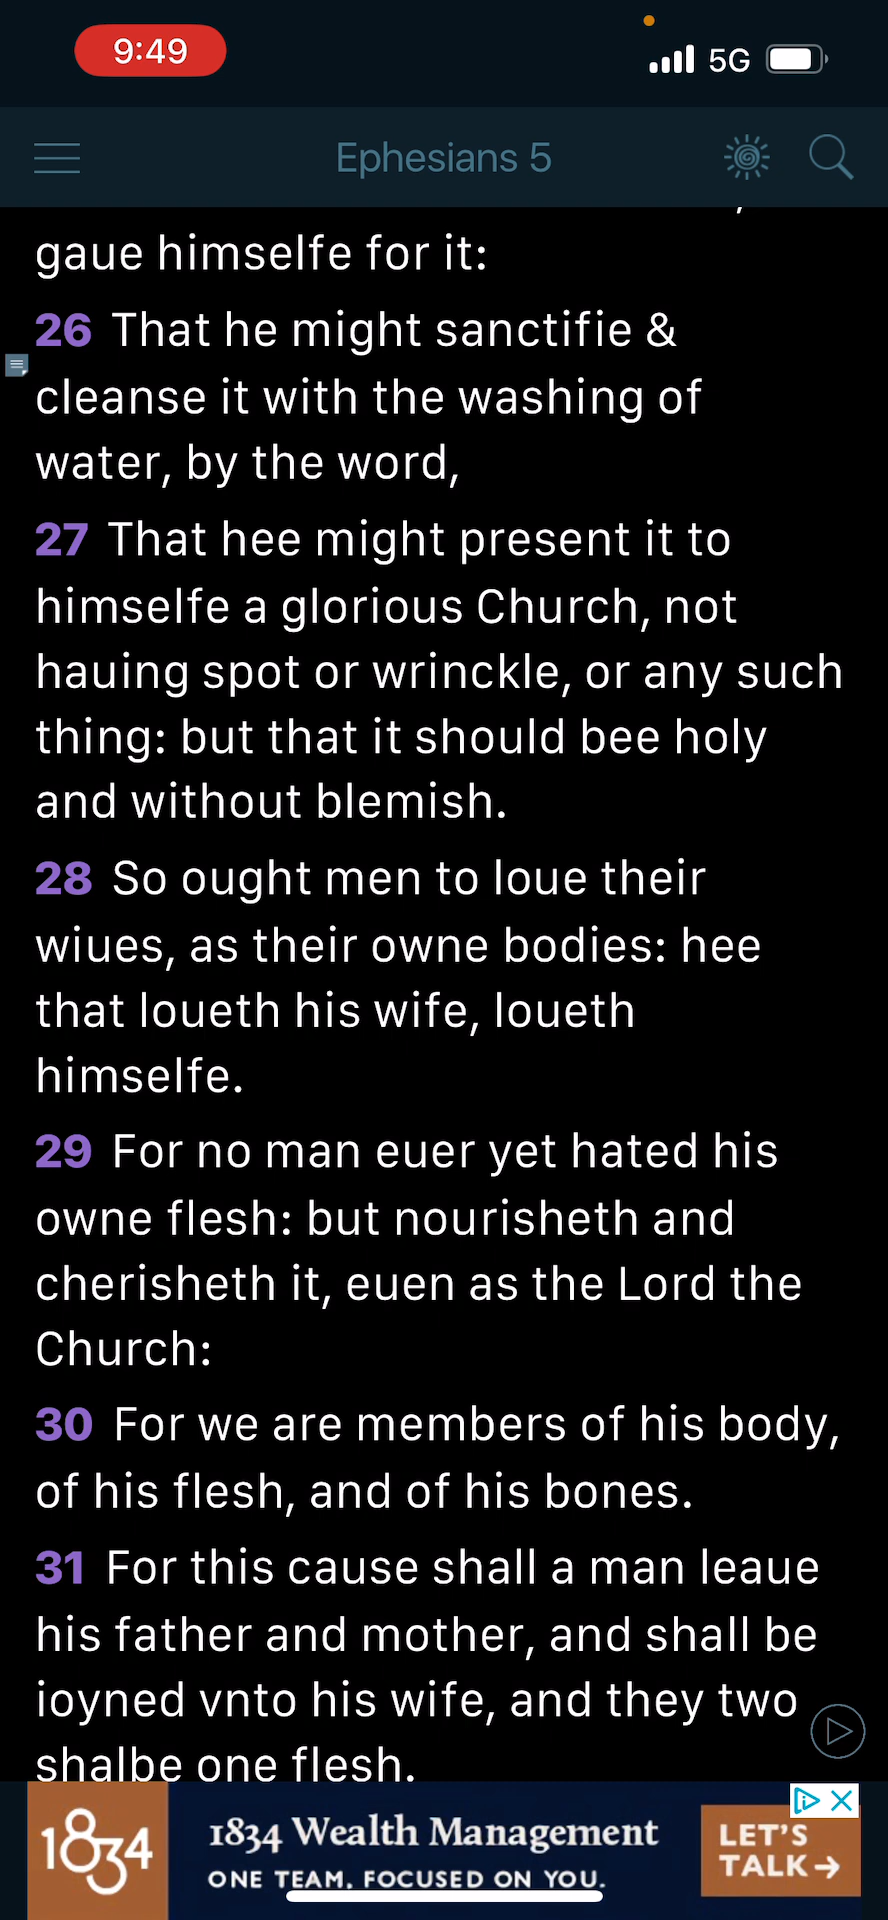 9:49
5G
Ephesians 5
gaue himselfe for it:
26 That he might sanctifie &
cleanse it with the washing of
water, by the word,
27 That hee might present it to
himselfe a glorious Church, not
hauing spot or wrinckle, or any such
thing: but that it should bee holy
and without blemish.
28 So ought men to loue their
wiues, as their owne bodies: hee
that loueth his wife, loueth
himselfe.
29 For no man euer yet hated his
owne flesh: but nourisheth and
cherisheth it, euen as the Lord the
Church:
30 For we are members of his body,
of his flesh, and of his bones.
31 For this cause shall a man leaue
his father and mother, and shall be
ioyned vnto his wife, and they two
shalbe one flesh.
1834
1834 Wealth Management
ONE TEAM. FOCUSED ON YOU.
LET'S
TALK→